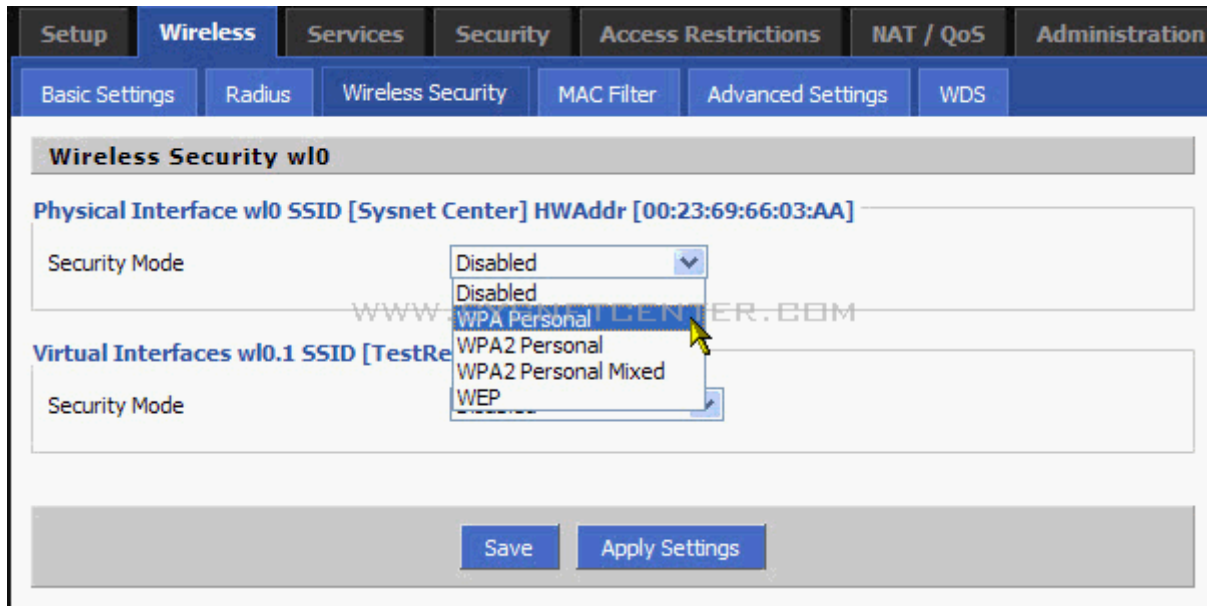 Setup Wireless Services Security Access Restrictions NAT / QoS Administration
Basic Settings Radius Wireless Security MAC Filter Advanced Settings WDS
Wireless Security wl0
Physical Interface wl0 SSID [Sysnet Center] HWAddr [00:23:69:66:03:AA]
Security Mode Disabled
Disabled
WPA Personal
WPA2 Personal
WPA2 Personal Mixed
WEP
Virtual Interfaces wl0.1 SSID [TestRe
Security Mode
Save Apply Settings